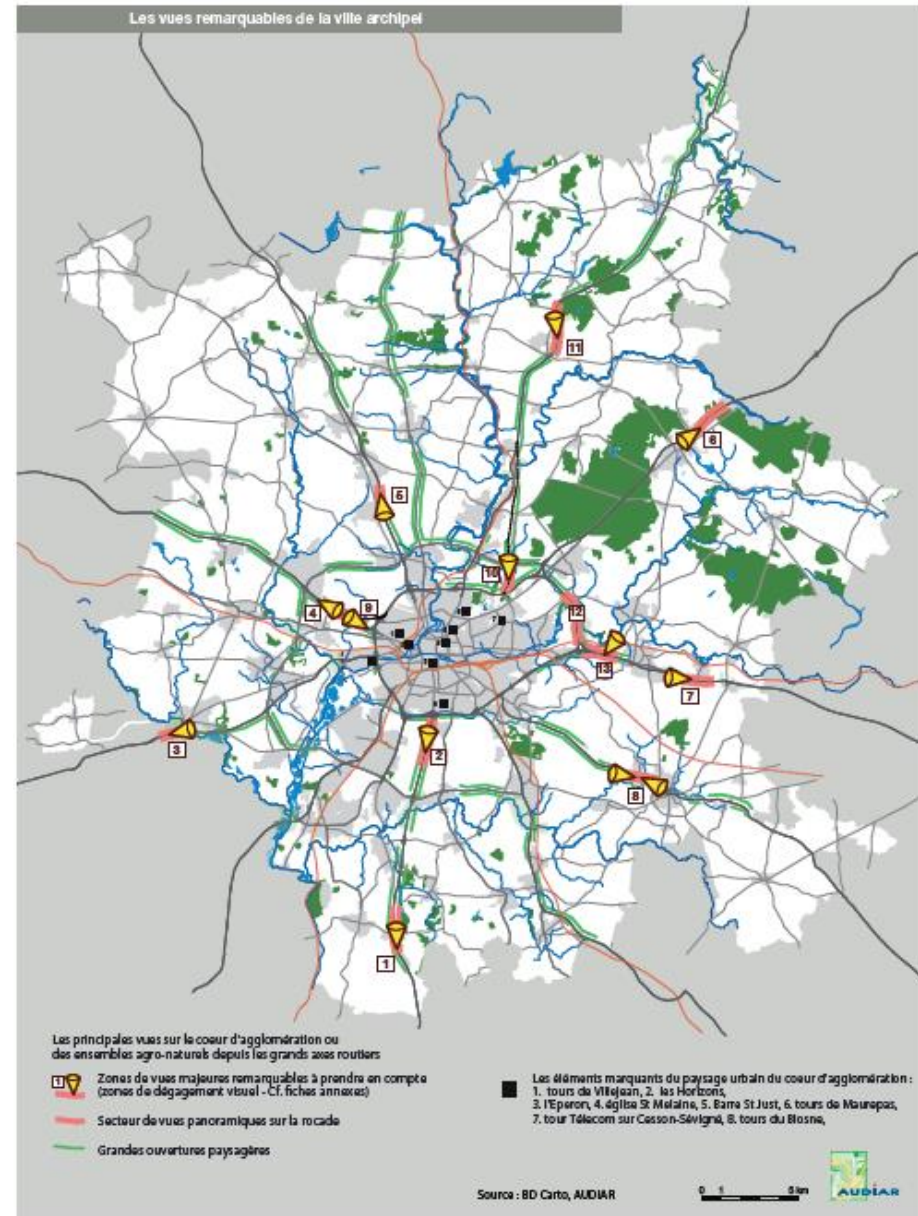 Les vues remarquables de la ville archipel
11
6
5
10
4
9
12
13
7
3
2
8
1
Les principales vues sur le coeur d'agglomération ou
des ensembles agro-naturels depuis les grands axes routiers
1
Zones de vues majeures remarquables à prendre en compte
(zones de dégagement visuel - Cf. fiches annexes)
Secteur de vues panoramiques sur la rocade
Grandes ouvertures paysagères
Les éléments marquants du paysage urbain du coeur d'agglomération :
1. tours de Villejean, 2. les Horizons,
3. l'Eperon, 4. église St Melaine, 5. Barre St Just, 6. tours de Maurepas,
7. tour Télecom sur Cesson-Sévigné, 8. tours du Blosne,
Source : BD Carto, AUDIAR
0 1 5 km
AUDIAR